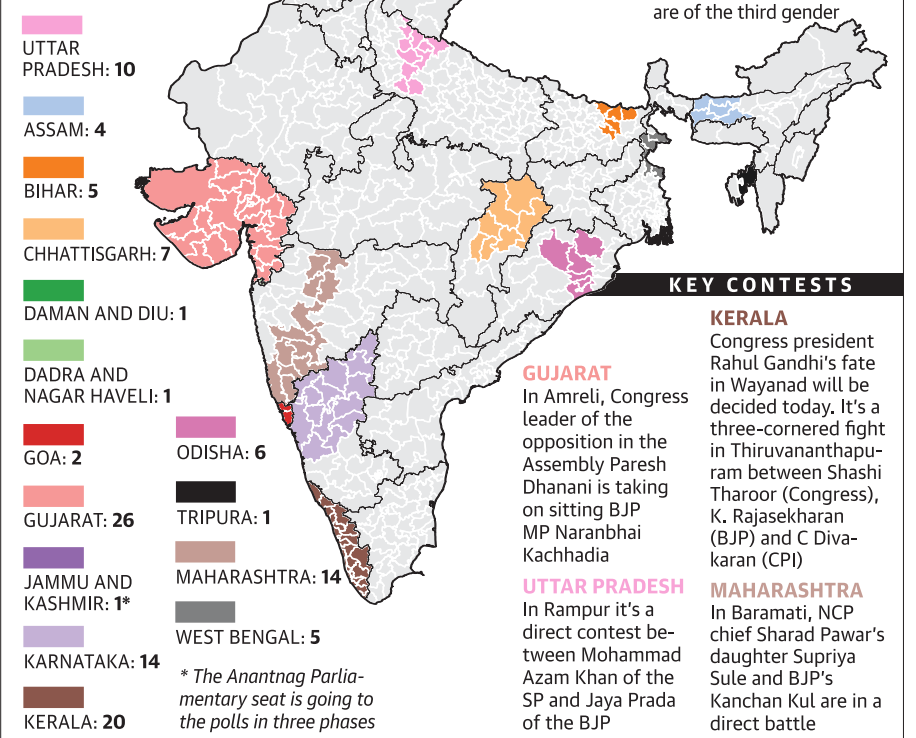 are of the third gender
UTTAR
PRADESH: 10
ASSAM: 4
BIHAR: 5
CHHATTISGARH: 7
DAMAN AND DIU: 1
DADRA AND
NAGAR HAVELI: 1
GOA: 2
GUJARAT: 26
JAMMU AND
KASHMIR: 1*
KARNATAKA: 14
KERALA: 20
ODISHA: 6
TRIPURA: 1
MAHARASHTRA: 14
WEST BENGAL: 5
* The Anantnag Parlia-
mentary seat is going to
the polls in three phases
KEY CONTESTS
GUJARAT
In Amreli, Congress
leader of the
opposition in the
Assembly Paresh
Dhanani is taking
on sitting BJP
MP Naranbhai
Kachhadia
UTTAR PRADESH
In Rampur it's a
direct contest be-
tween Mohammad
Azam Khan of the
SP and Jaya Prada
of the BJP
KERALA
Congress president
Rahul Gandhi's fate
in Wayanad will be
decided today. It's a
three-cornered fight
in Thiruvananthapu-
ram between Shashi
Tharoor (Congress),
K. Rajasekharan
(BJP) and C Diva-
karan (CPI)
MAHARASHTRA
In Baramati, NCP
chief Sharad Pawar's
daughter Supriya
Sule and BJP's
Kanchan Kul are in a
direct battle